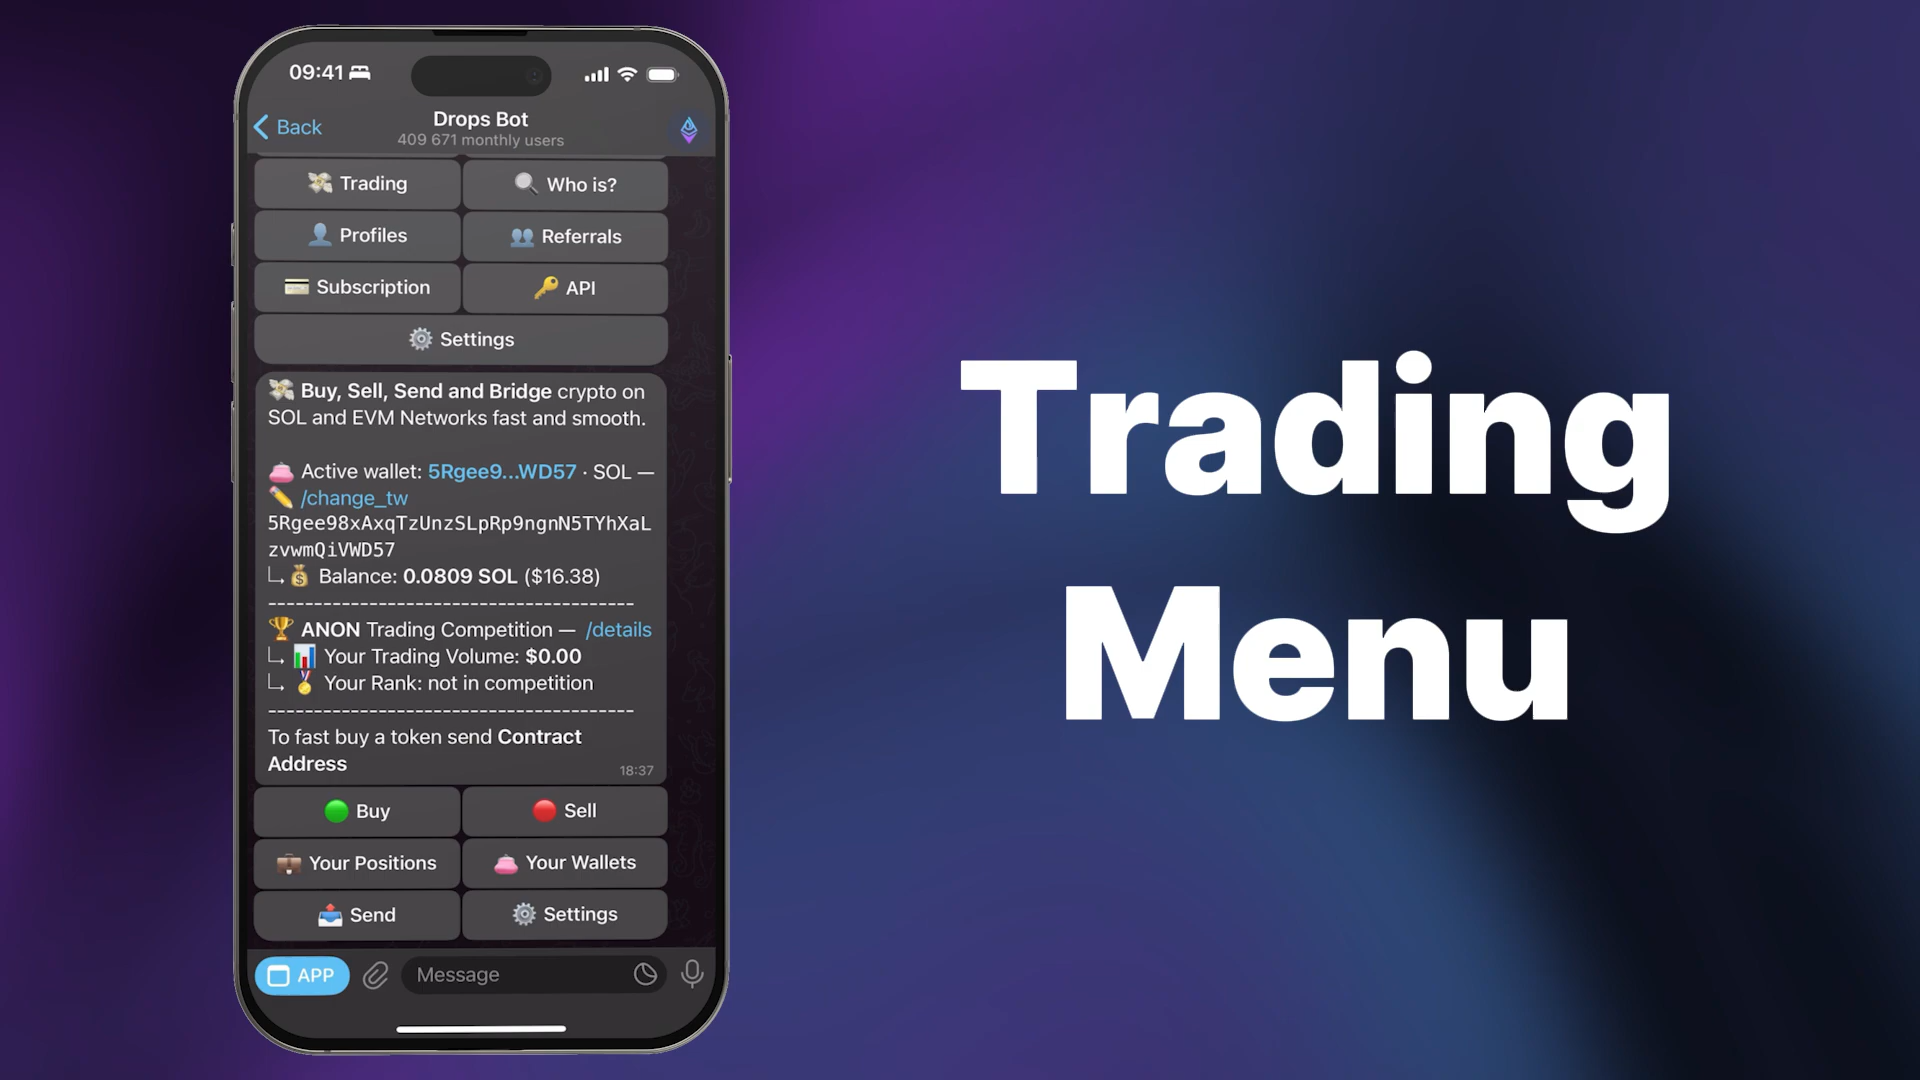 09:41
Back
Drops Bot
409 671 monthly users
💸 Trading
🔍 Who is?
👤 Profiles
👥 Referrals
💳 Subscription
🔑 API
⚙️ Settings
💸 Buy, Sell, Send and Bridge crypto on
SOL and EVM Networks fast and smooth.
👛 Active wallet: 5Rgee9...WD57 · SOL —
✏️ /change_tw
5Rgee98xAxqTzUnzSLpRp9ngnN5TYhXaL
zvwmQiVWD57
💰 Balance: 0.0809 SOL ($16.38)
----------------------------------------
🏆 ANON Trading Competition — /details
📊 Your Trading Volume: $0.00
🏅 Your Rank: not in competition
----------------------------------------
To fast buy a token send Contract
Address
18:37
🟢 Buy
🔴 Sell
💼 Your Positions
👛 Your Wallets
📤 Send
⚙️ Settings
APP
Message
Trading
Menu